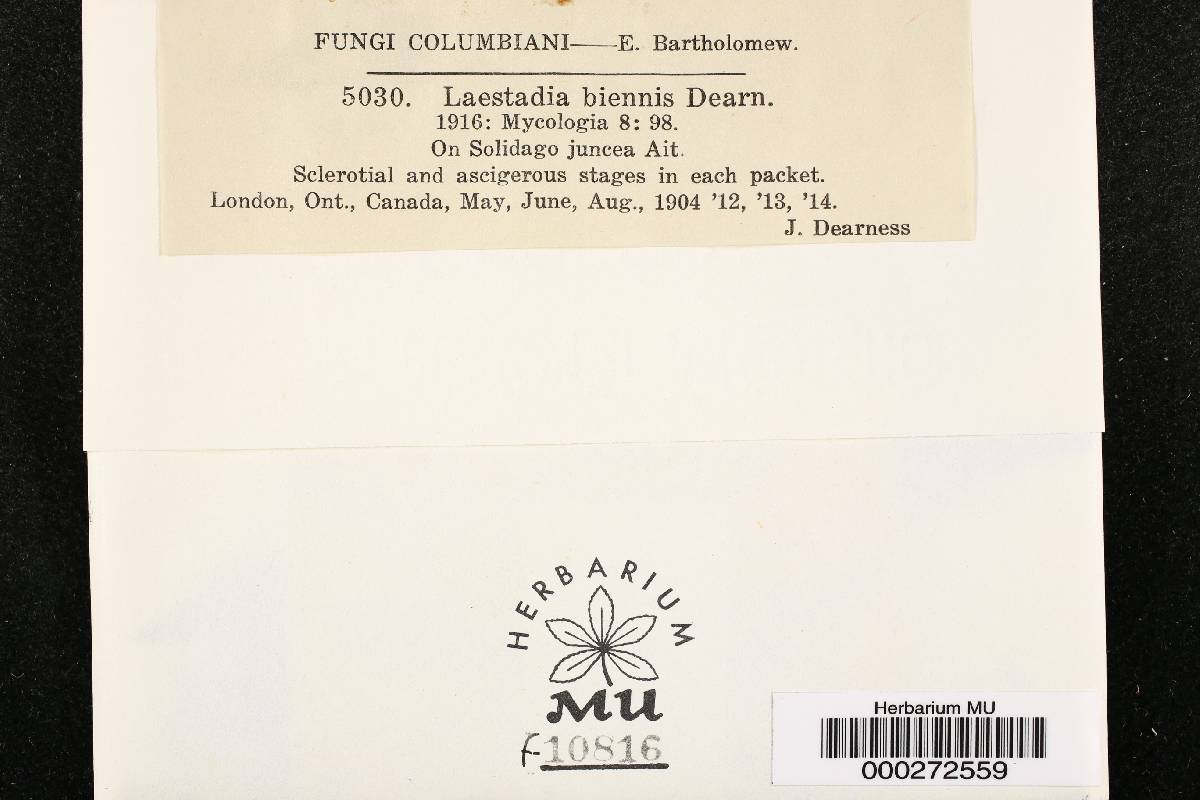 FUNGI COLUMBIANI—E. Bartholomew.
5030. Laestadia biennis Dearn.
1916: Mycologia 8: 98.
On Solidago juncea Ait.
Sclerotial and ascigerous stages in each packet.
London, Ont., Canada, May, June, Aug., 1904 '12, '13, '14.
J. Dearness
HERBARIUM
MU
F-10816
Herbarium MU
000272559